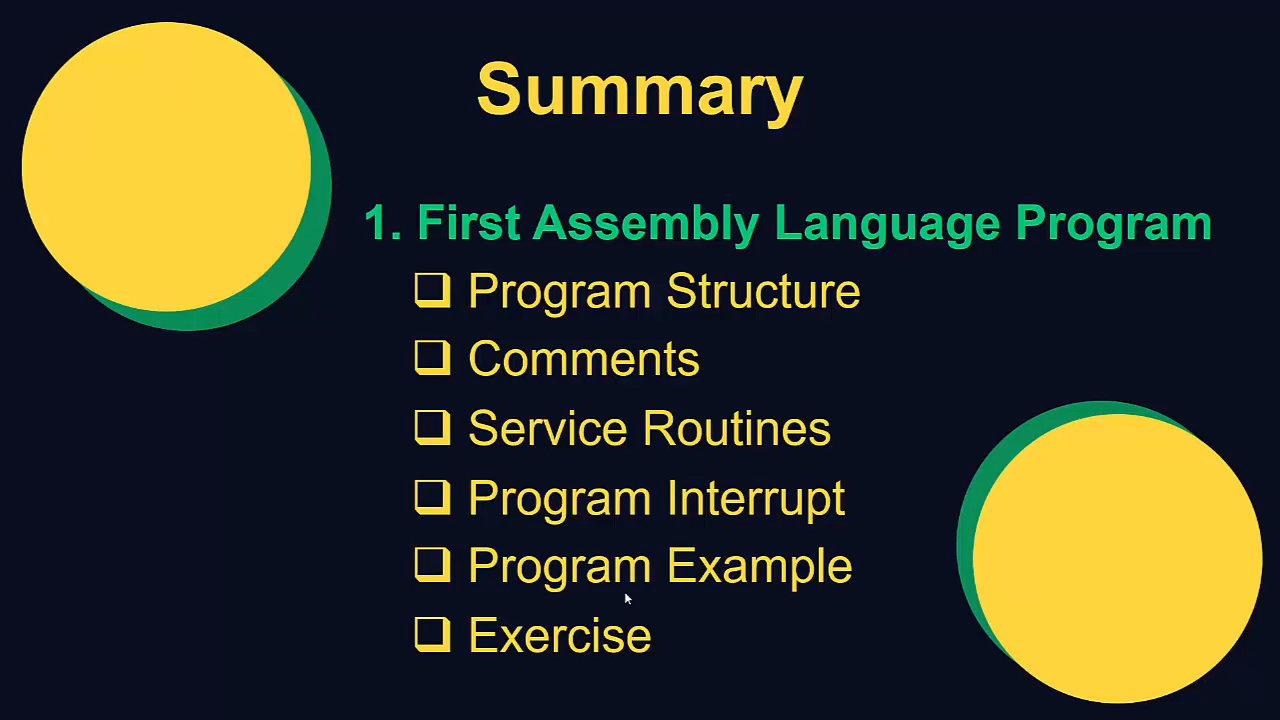 Summary
1. First Assembly Language Program
❑ Program Structure
❑ Comments
❑ Service Routines
❑ Program Interrupt
❑ Program Example
❑ Exercise